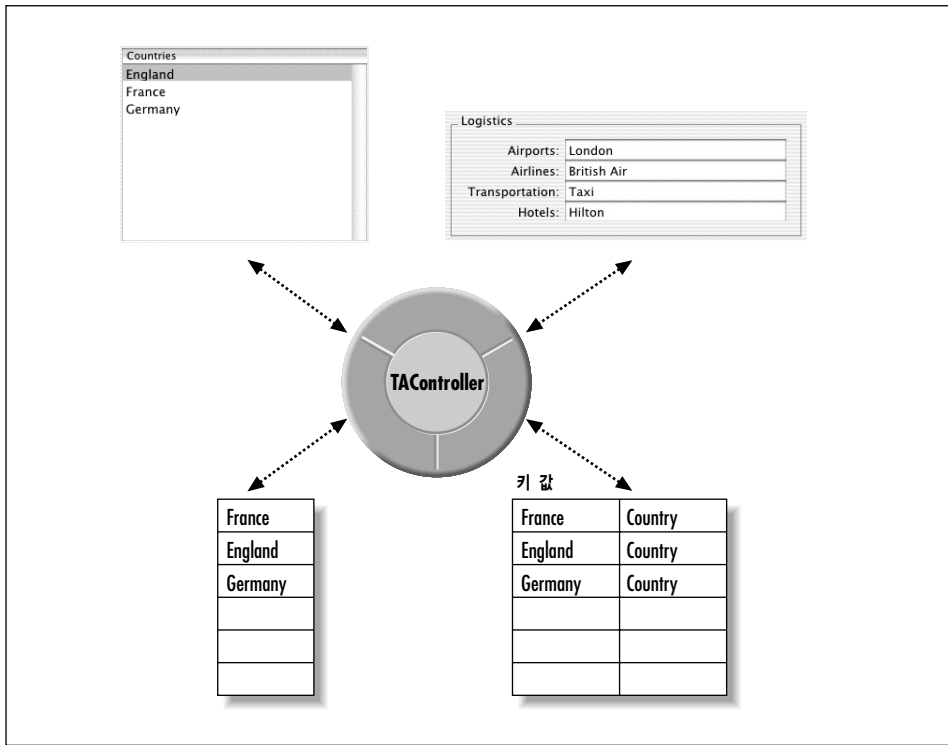 Countries
England
France
Germany
Logistics
Airports: London
Airlines: British Air
Transportation: Taxi
Hotels: Hilton
TAController
France
England
Germany
키 값
France Country
England Country
Germany Country